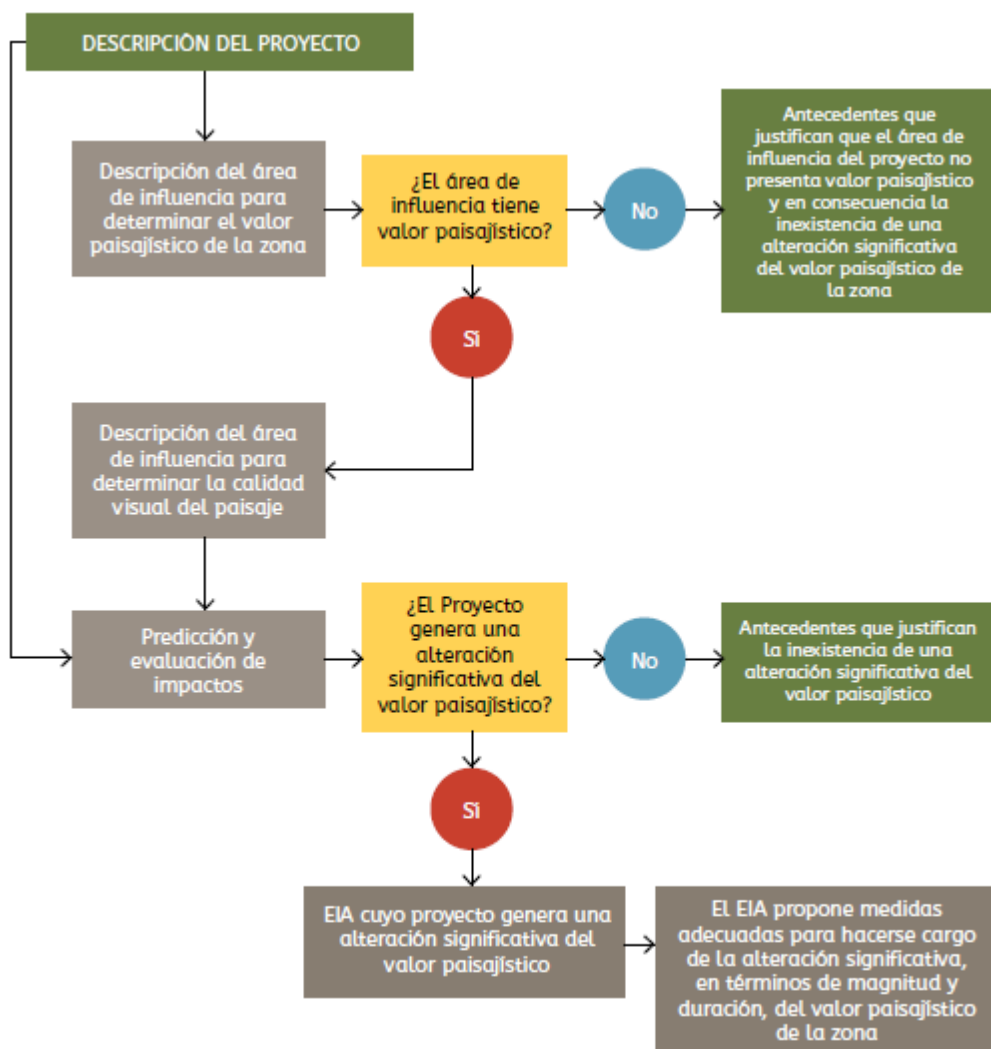 DESCRIPCIÓN DEL PROYECTO
Descripción del área
de influencia para
determinar el valor
paisajístico de la zona
¿El área de
influencia tiene
valor paisajístico?
No
Antecedentes que
justifican que el área de
influencia del proyecto no
presenta valor paisajístico
y en consecuencia la
inexistencia de una
alteración significativa
del valor paisajístico de
la zona
Sí
Descripción del área
de influencia para
determinar la calidad
visual del paisaje
Predicción y
evaluación de
impactos
¿El Proyecto
genera una
alteración
significativa del
valor paisajístico?
No
Antecedentes que justifican
la inexistencia de una
alteración significativa del
valor paisajístico
Sí
EIA cuyo proyecto genera una
alteración significativa del
valor paisajístico
El EIA propone medidas
adecuadas para hacerse cargo
de la alteración significativa,
en términos de magnitud y
duración, del valor paisajístico
de la zona